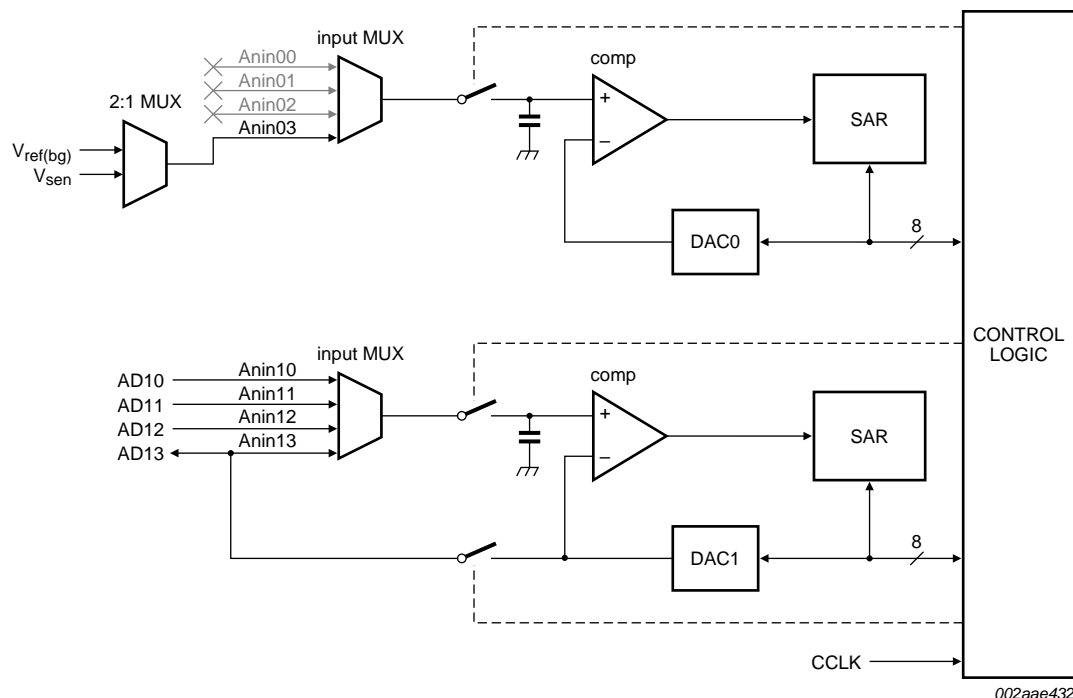 input MUX
comp
Anin00
Anin01
Anin02
Anin03
2:1 MUX
Vref(bg)
Vsen
+
−
SAR
DAC0
8
CONTROL
LOGIC
input MUX
comp
AD10
Anin10
AD11
Anin11
AD12
Anin12
AD13
Anin13
+
−
SAR
DAC1
8
CCLK
002aae432